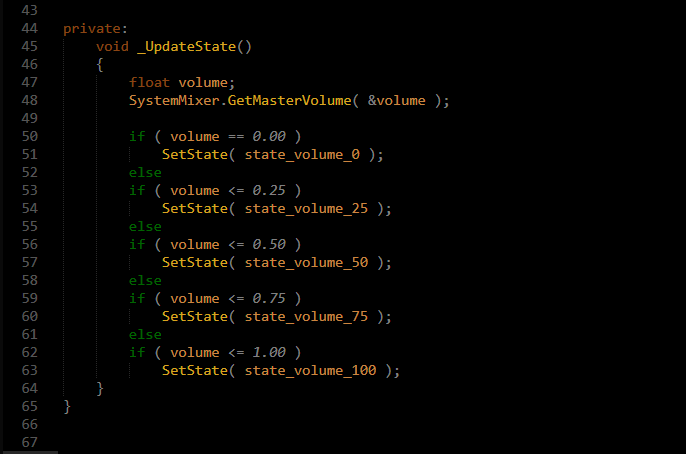 43
44 private:
45     void _UpdateState()
46     {
47         float volume;
48         SystemMixer.GetMasterVolume( &volume );
49
50         if ( volume == 0.00 )
51             SetState( state_volume_0 );
52         else
53         if ( volume <= 0.25 )
54             SetState( state_volume_25 );
55         else
56         if ( volume <= 0.50 )
57             SetState( state_volume_50 );
58         else
59         if ( volume <= 0.75 )
60             SetState( state_volume_75 );
61         else
62         if ( volume <= 1.00 )
63             SetState( state_volume_100 );
64     }
65 }
66
67